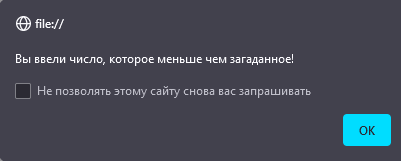 file://
Вы ввели число, которое меньше чем загаданное!
Не позволять этому сайту снова вас запрашивать
OK